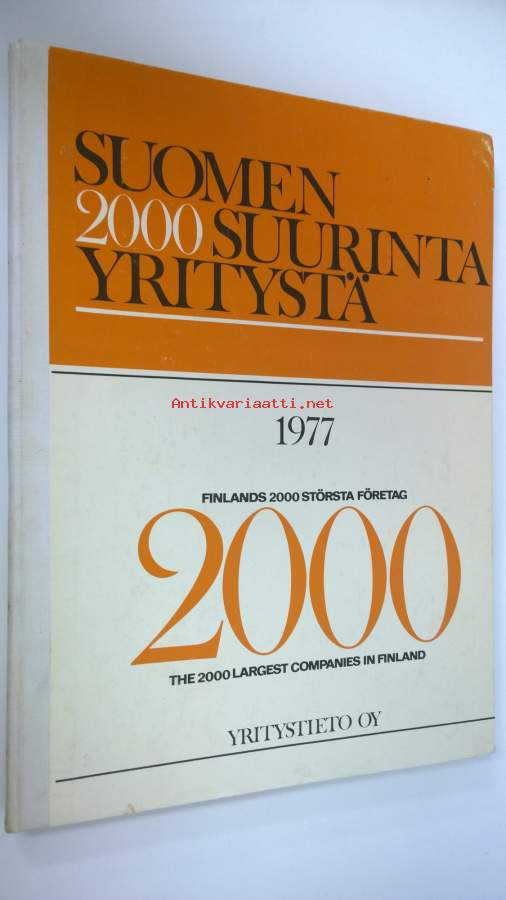 SUOMEN
2000 SUURINTA
YRITYSTÄ
Antikvariaatti.net
1977
FINLANDS 2000 STÖRSTA FÖRETAG
2000
THE 2000 LARGEST COMPANIES IN FINLAND
YRITYSTIETO OY